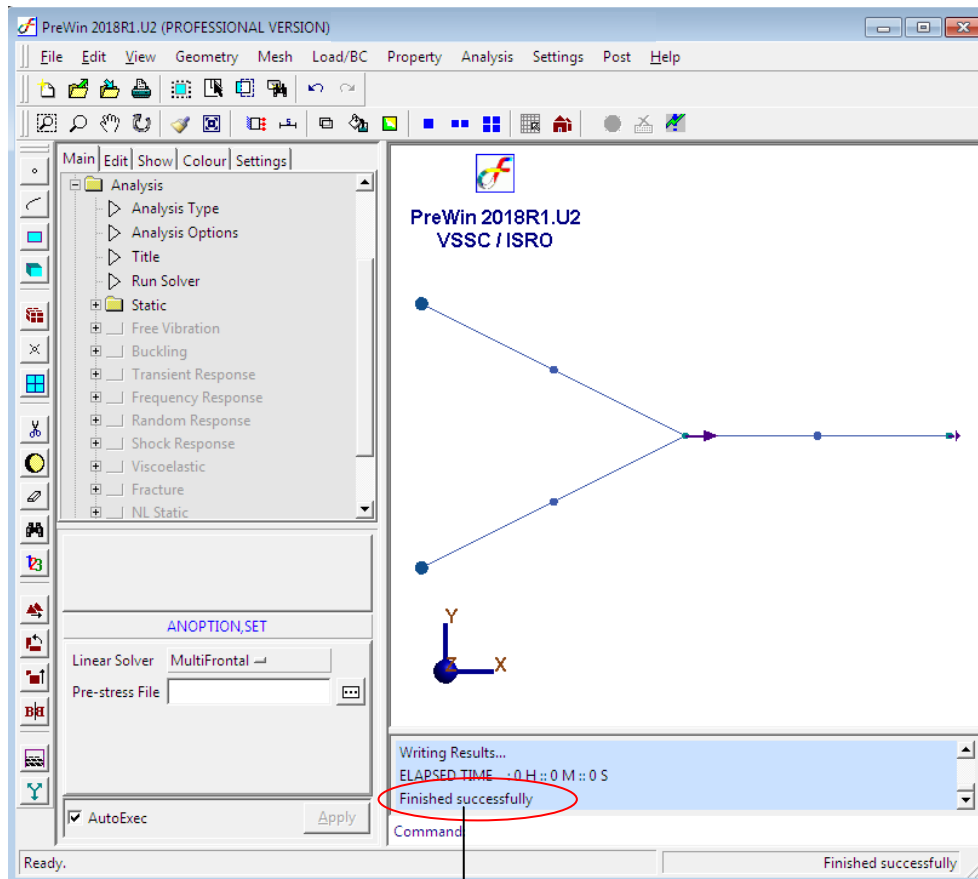 PreWin 2018R1.U2 (PROFESSIONAL VERSION)
File Edit View Geometry Mesh Load/BC Property Analysis Settings Post Help
Main Edit Show Colour Settings
Analysis
Analysis Type
Analysis Options
Title
Run Solver
Static
Free Vibration
Buckling
Transient Response
Frequency Response
Random Response
Shock Response
Viscoelastic
Fracture
NL Static
ANOPTION,SET
Linear Solver MultiFrontal
Pre-stress File
AutoExec Apply
PreWin 2018R1.U2
VSSC / ISRO
Y
Z X
Writing Results...
ELAPSED TIME : 0 H :: 0 M :: 0 S
Finished successfully
Command
Ready. Finished successfully